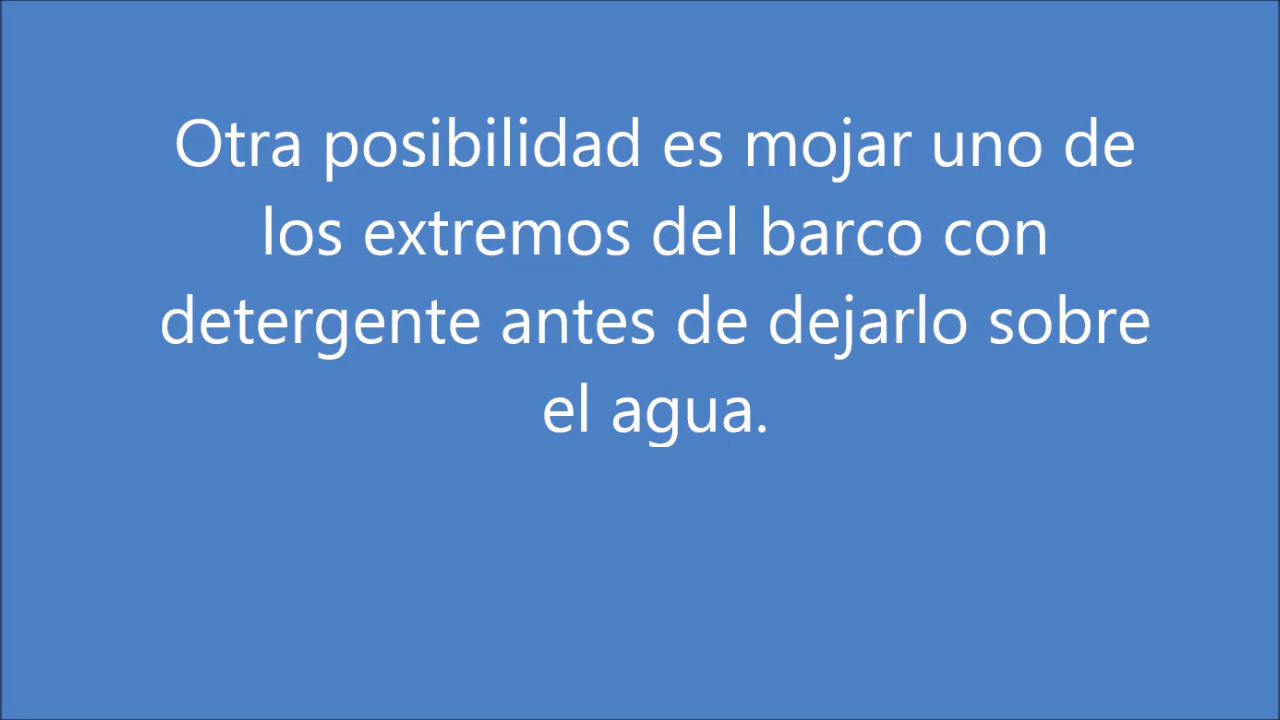 Otra posibilidad es mojar uno de
los extremos del barco con
detergente antes de dejarlo sobre
el agua.